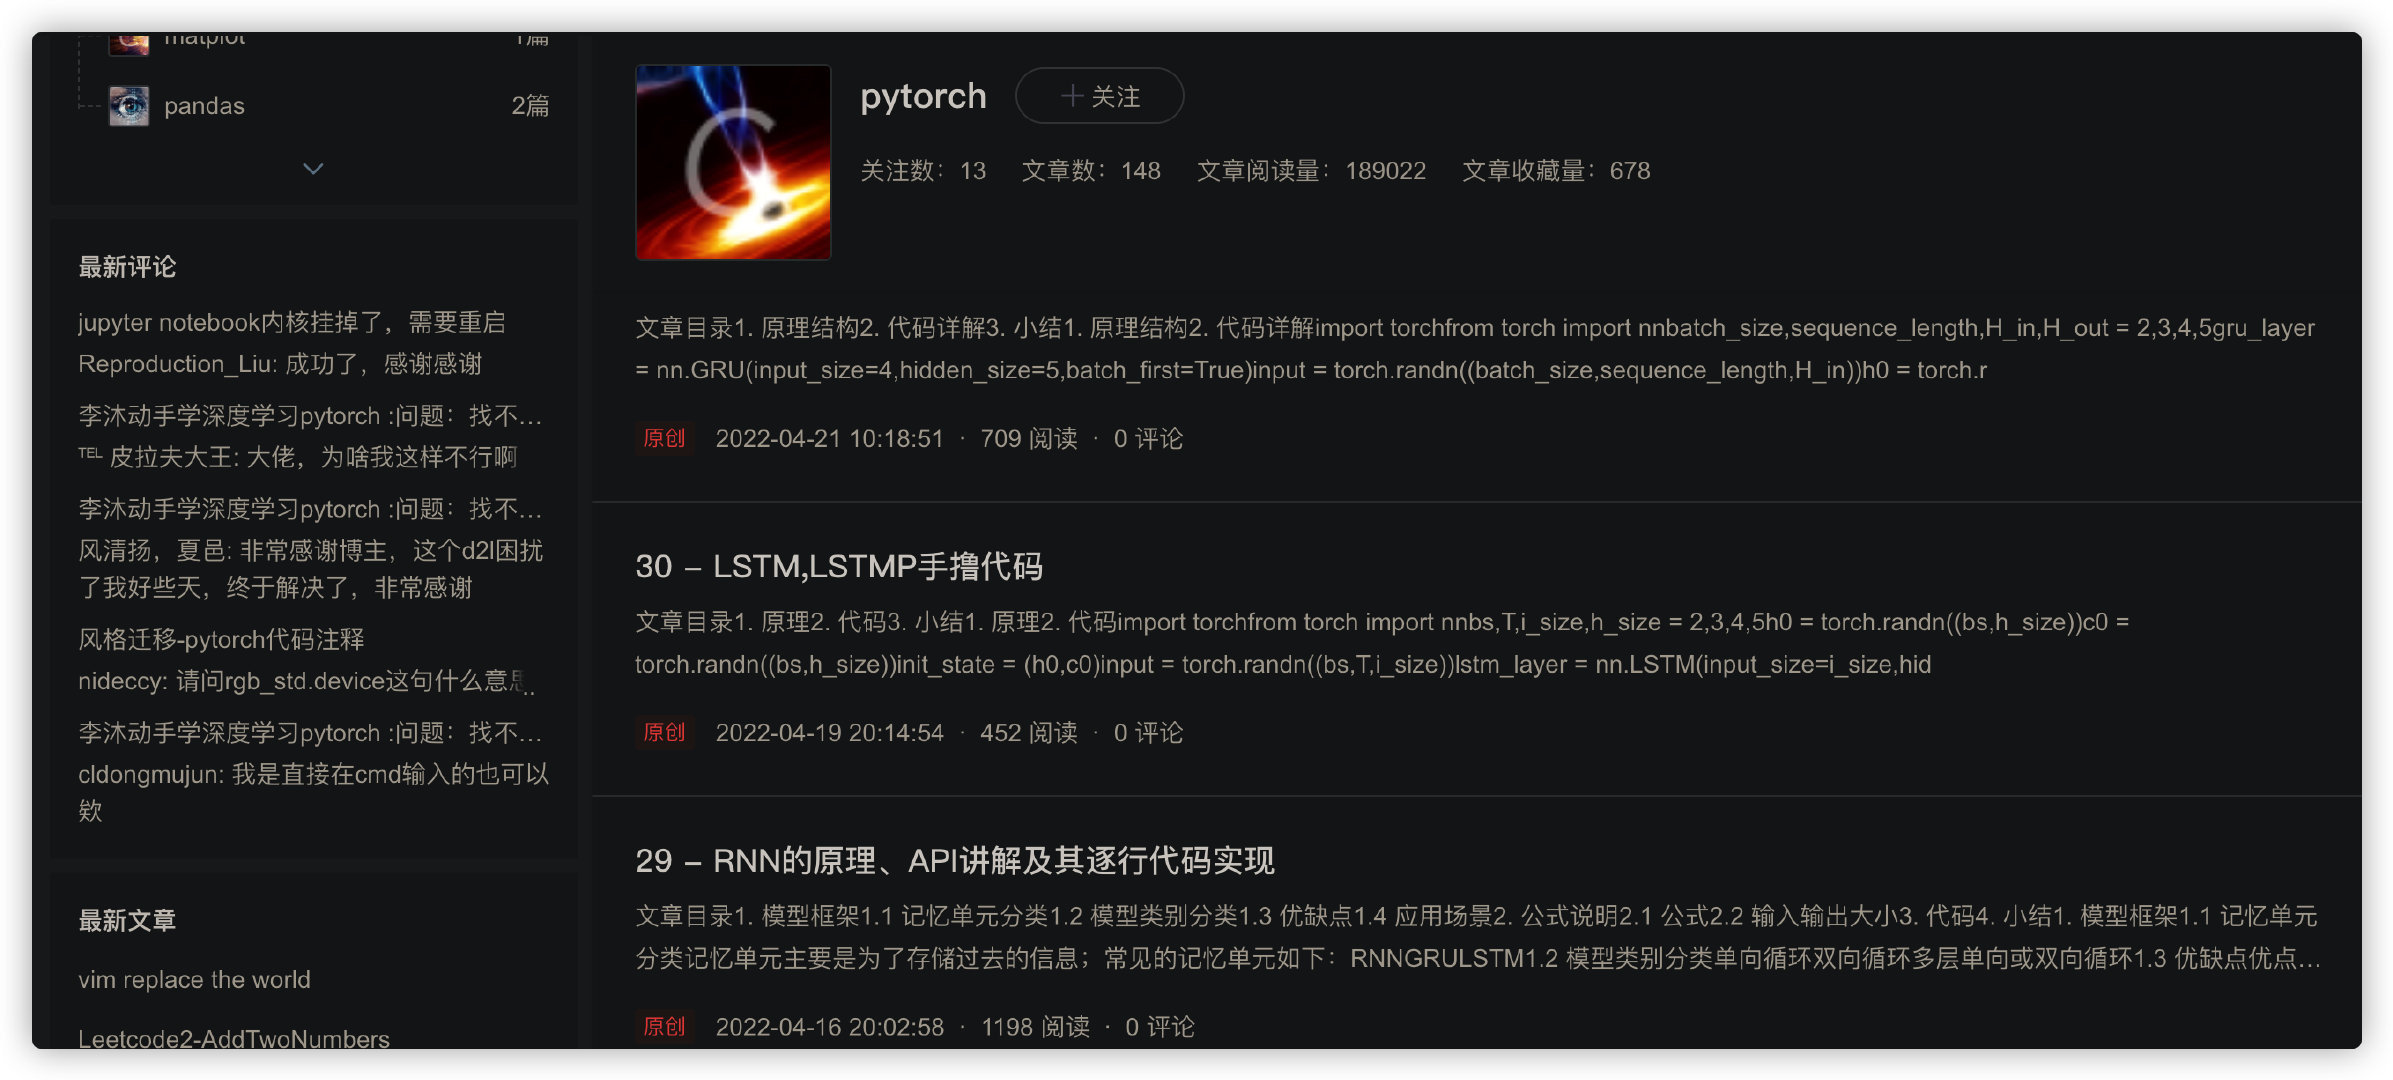 matplot
1篇
pandas
2篇
最新评论
jupyter notebook内核挂掉了，需要重启
Reproduction_Liu: 成功了，感谢感谢
李沐动手学深度学习pytorch :问题：找不…
℡ 皮拉夫大王: 大佬，为啥我这样不行啊
李沐动手学深度学习pytorch :问题：找不…
风清扬，夏邑: 非常感谢博主，这个d2l困扰
了我好些天，终于解决了，非常感谢
风格迁移-pytorch代码注释
nideccy: 请问rgb_std.device这句什么意思..
李沐动手学深度学习pytorch :问题：找不…
cldongmujun: 我是直接在cmd输入的也可以
欸
最新文章
vim replace the world
Leetcode2-AddTwoNumbers
C
pytorch
+ 关注
关注数：13 文章数：148 文章阅读量：189022 文章收藏量：678
文章目录1. 原理结构2. 代码详解3. 小结1. 原理结构2. 代码详解import torchfrom torch import nnbatch_size,sequence_length,H_in,H_out = 2,3,4,5gru_layer
= nn.GRU(input_size=4,hidden_size=5,batch_first=True)input = torch.randn((batch_size,sequence_length,H_in))h0 = torch.r
原创 2022-04-21 10:18:51 · 709 阅读 · 0 评论
30 – LSTM,LSTMP手撸代码
文章目录1. 原理2. 代码3. 小结1. 原理2. 代码import torchfrom torch import nnbs,T,i_size,h_size = 2,3,4,5h0 = torch.randn((bs,h_size))c0 =
torch.randn((bs,h_size))init_state = (h0,c0)input = torch.randn((bs,T,i_size))lstm_layer = nn.LSTM(input_size=i_size,hid
原创 2022-04-19 20:14:54 · 452 阅读 · 0 评论
29 – RNN的原理、API讲解及其逐行代码实现
文章目录1. 模型框架1.1 记忆单元分类1.2 模型类别分类1.3 优缺点1.4 应用场景2. 公式说明2.1 公式2.2 输入输出大小3. 代码4. 小结1. 模型框架1.1 记忆单元
分类记忆单元主要是为了存储过去的信息；常见的记忆单元如下：RNNGRULSTM1.2 模型类别分类单向循环双向循环多层单向或双向循环1.3 优缺点优点…
原创 2022-04-16 20:02:58 · 1198 阅读 · 0 评论